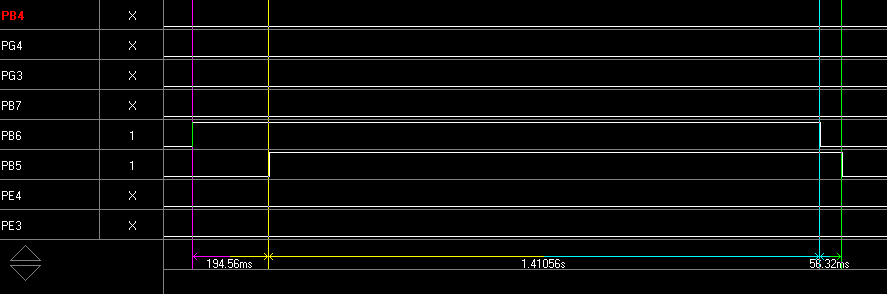 PB4 X
PG4 X
PG3 X
PB7 X
PB6 1
PB5 1
PE4 X
PE3 X
194.56ms 1.41056s 56.32ms